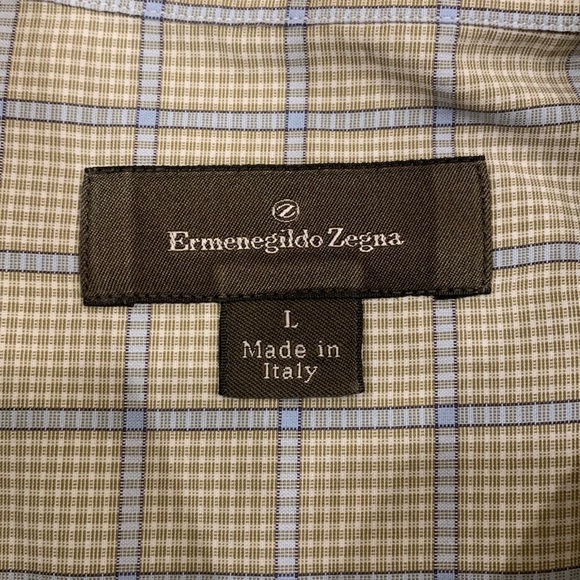 Z
Ermenegildo Zegna
L
Made in
Italy